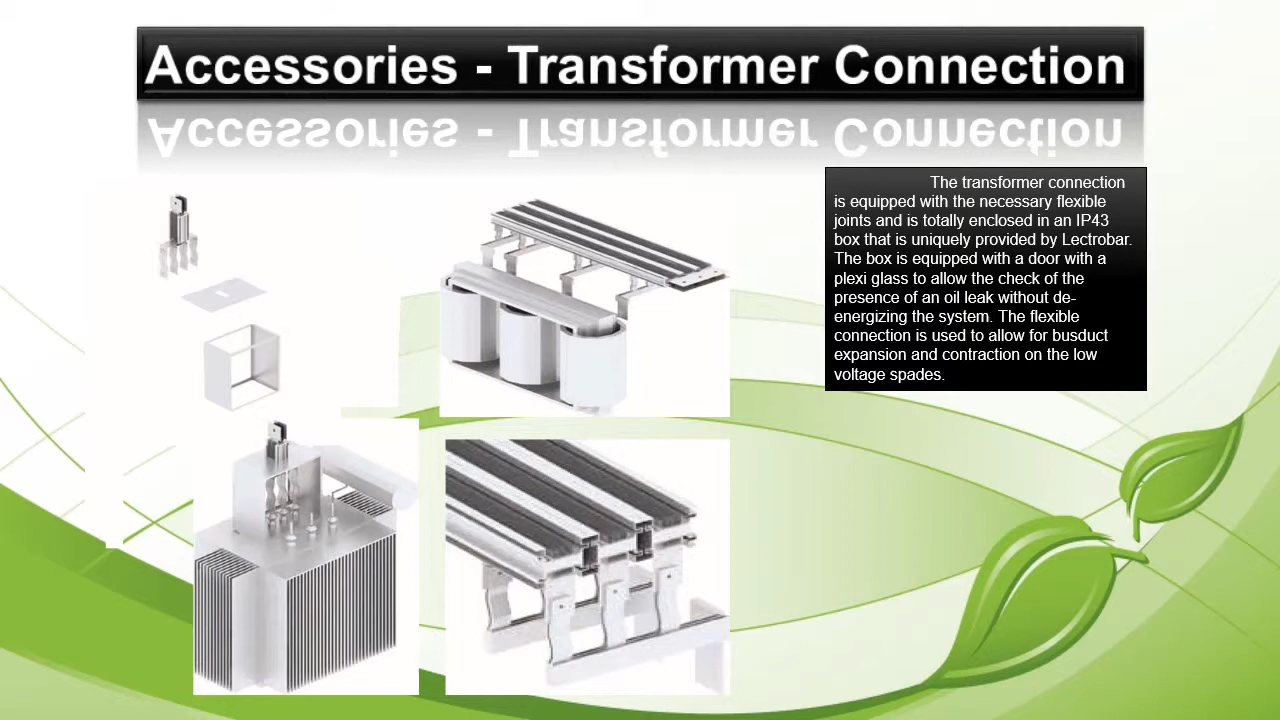 Accessories - Transformer Connection
The transformer connection
is equipped with the necessary flexible
joints and is totally enclosed in an IP43
box that is uniquely provided by Lectrobar.
The box is equipped with a door with a
plexi glass to allow the check of the
presence of an oil leak without de-
energizing the system. The flexible
connection is used to allow for busduct
expansion and contraction on the low
voltage spades.